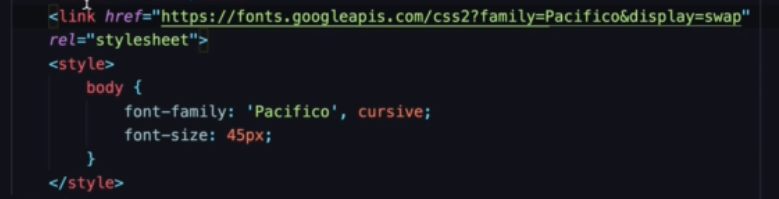 <link href="https://fonts.googleapis.com/css2?family=Pacifico&display=swap"
rel="stylesheet">
<style>
body {
font-family: 'Pacifico', cursive;
font-size: 45px;
}
</style>